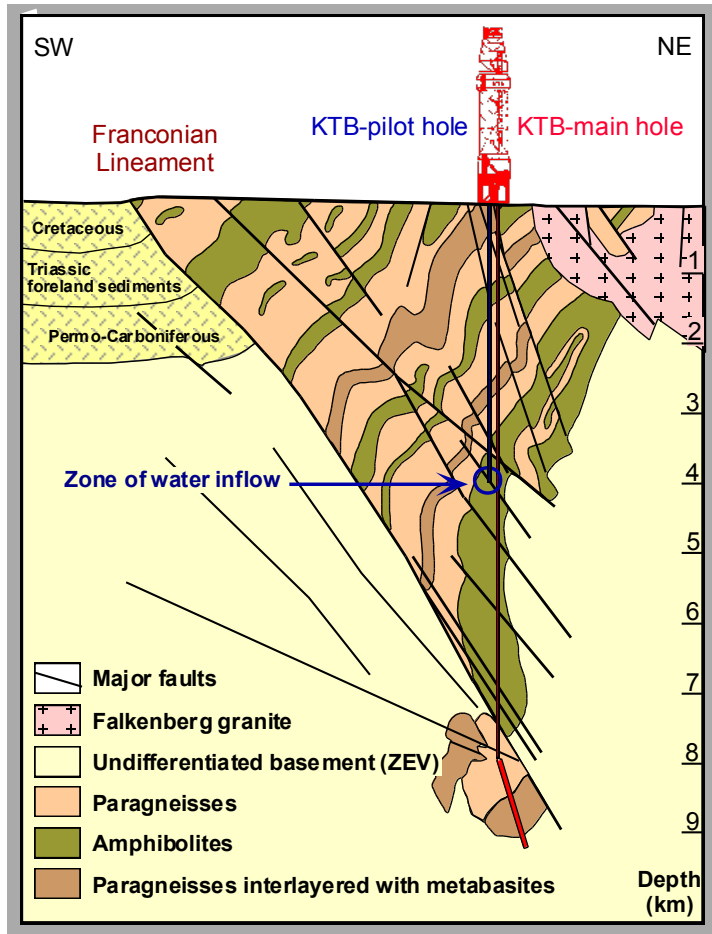 SW
NE
KTB-pilot hole
KTB-main hole
Franconian
Lineament
Cretaceous
Triassic
foreland sediments
Permo-Carboniferous
1
2
3
Zone of water inflow
4
5
6
7
8
9
Major faults
Falkenberg granite
Undifferentiated basement (ZEV)
Paragneisses
Amphibolites
Paragneisses interlayered with metabasites
Depth
(km)